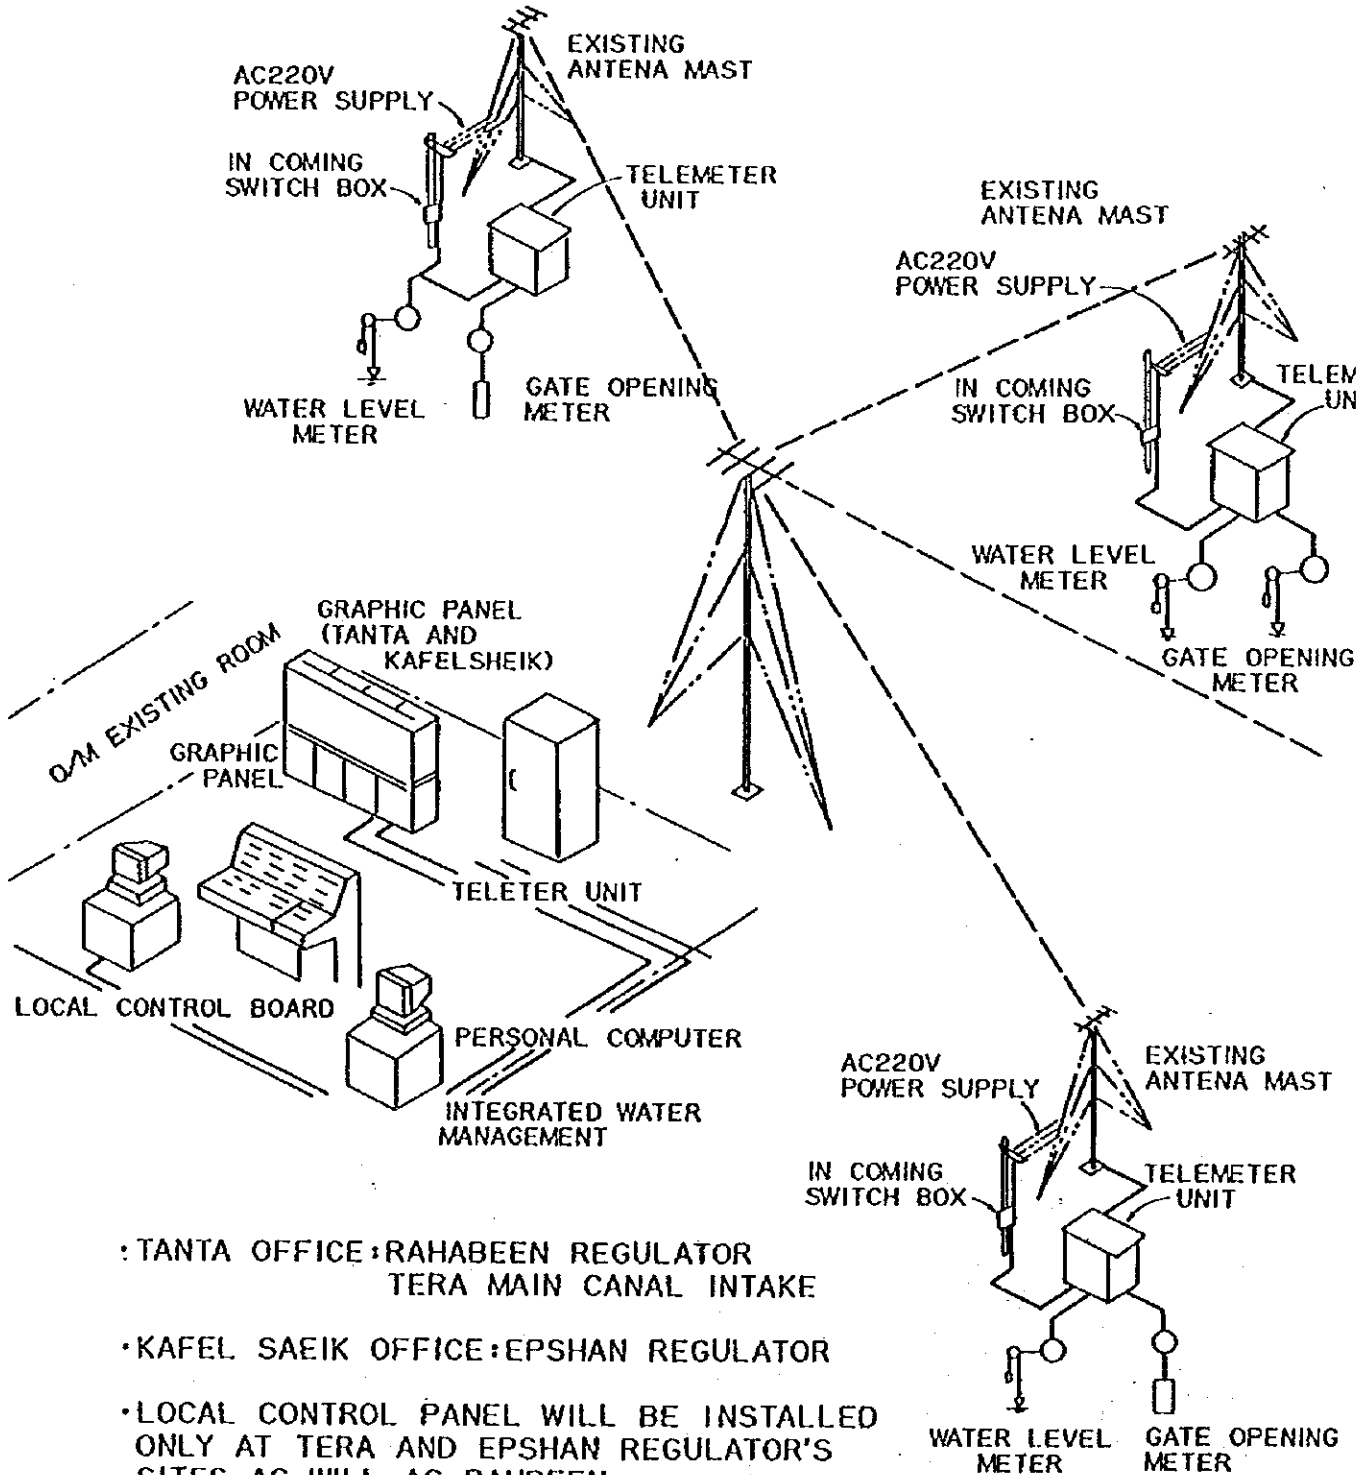 EXISTING
ANTENA MAST
AC220V
POWER SUPPLY
IN COMING
SWITCH BOX
TELEMETER
UNIT
WATER LEVEL
METER
GATE OPENING
METER
EXISTING
ANTENA MAST
AC220V
POWER SUPPLY
IN COMING
SWITCH BOX
WATER LEVEL
METER
GATE OPENING
METER
GRAPHIC PANEL
(TANTA AND
KAFELSHEIK)
O/M EXISTING ROOM
GRAPHIC
PANEL
TELETER UNIT
LOCAL CONTROL BOARD
PERSONAL COMPUTER
INTEGRATED WATER
MANAGEMENT
EXISTING
ANTENA MAST
AC220V
POWER SUPPLY
IN COMING
SWITCH BOX
TELEMETER
UNIT
WATER LEVEL
METER
GATE OPENING
METER
:TANTA OFFICE:RAHABEEN REGULATOR
TERA MAIN CANAL INTAKE
·KAFEL SAEIK OFFICE:EPSHAN REGULATOR
·LOCAL CONTROL PANEL WILL BE INSTALLED
ONLY AT TERA AND EPSHAN REGULATOR'S